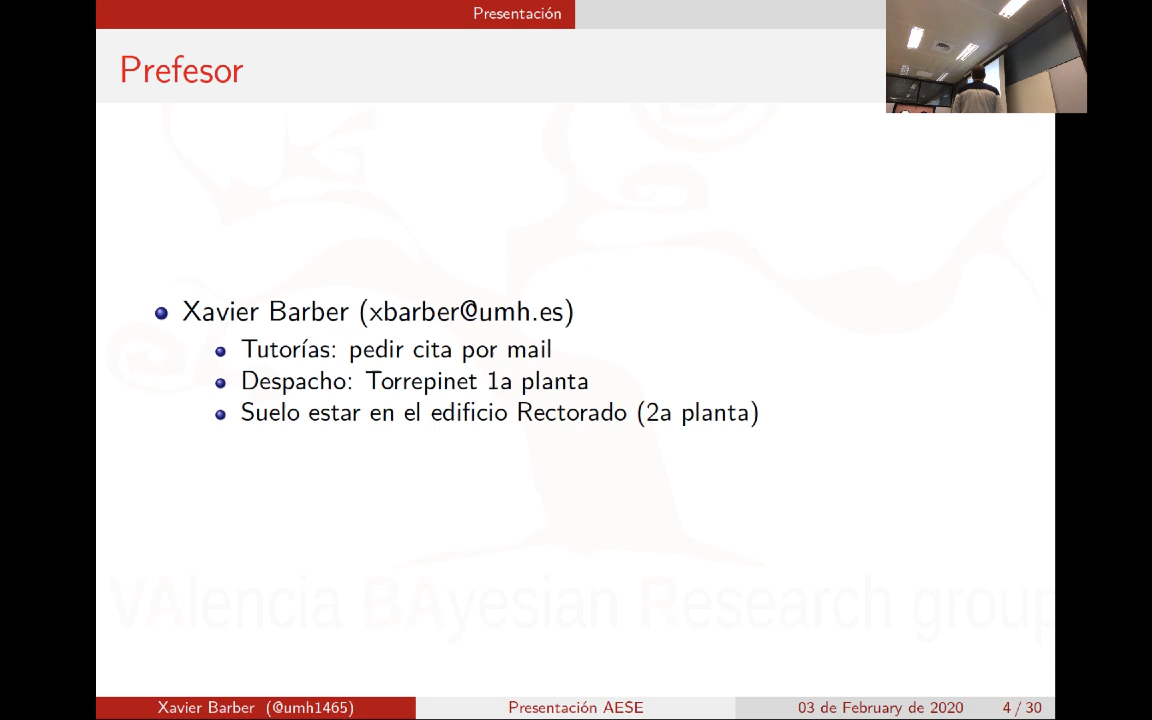 Presentación
Prefesor
Xavier Barber (xbarber@umh.es)
Tutorías: pedir cita por mail
Despacho: Torrepinet 1a planta
Suelo estar en el edificio Rectorado (2a planta)
VAlencia BAyesian Research group
Xavier Barber (@umh1465)
Presentación AESE
03 de February de 2020
4 / 30